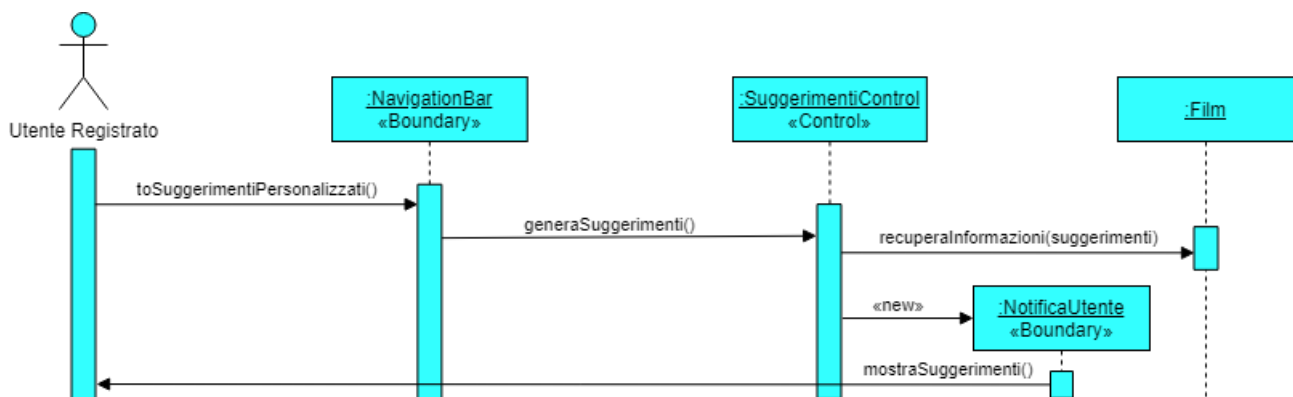 :NavigationBar
«Boundary»
:SuggerimentiControl
«Control»
:Film
Utente Registrato
toSuggerimentiPersonalizzati()
generaSuggerimenti()
recuperaInformazioni(suggerimenti)
«new»
:NotificaUtente
«Boundary»
mostraSuggerimenti()